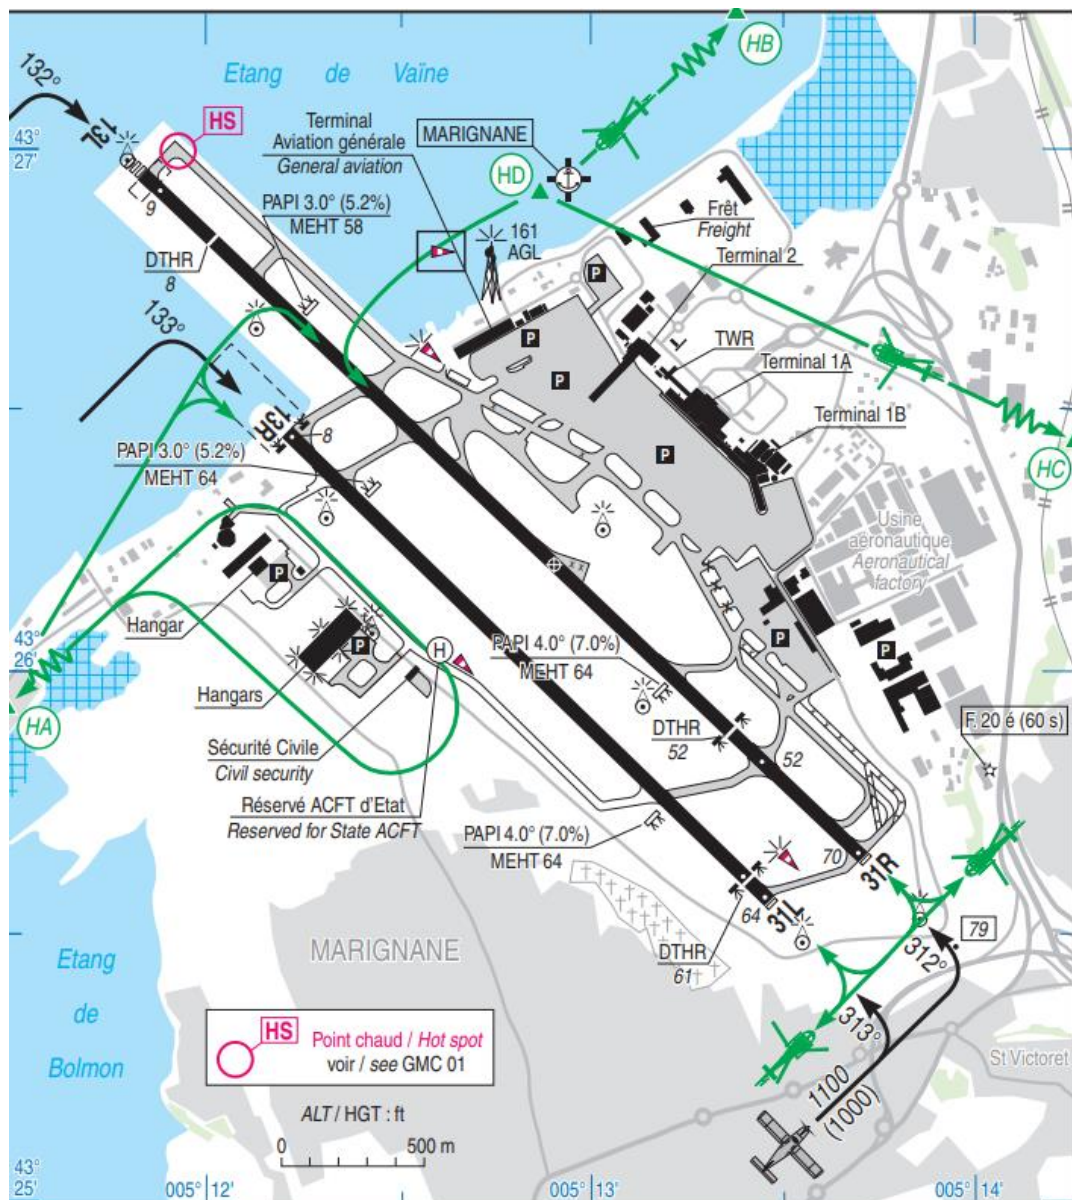 HB
132°
Etang de Vaïne
13L
43°
27'
HS
Terminal
Aviation générale
General aviation
MARIGNANE
HD
9
PAPI 3.0° (5.2%)
MEHT 58
161
AGL
P
Frêt
Freight
Terminal 2
DTHR
8
133°
P
P
TWR
Terminal 1A
Terminal 1B
13R
8
PAPI 3.0° (5.2%)
MEHT 64
P
HC
Usine
aéronautique
Aeronautical
factory
P
Hangar
43°
26'
H
P
PAPI 4.0° (7.0%)
MEHT 64
P
P
Hangars
HA
DTHR
52
52
F. 20 é (60 s)
Sécurité Civile
Civil security
Réservé ACFT d'Etat
Reserved for State ACFT
PAPI 4.0° (7.0%)
MEHT 64
70
31R
64
31L
79
312°
MARIGNANE
DTHR
61
Etang
de
Bolmon
HS
Point chaud / Hot spot
voir / see GMC 01
313°
St Victoret
1100
(1000)
ALT / HGT : ft
0 500 m
43°
25'
005° 12' 005° 13' 005° 14'